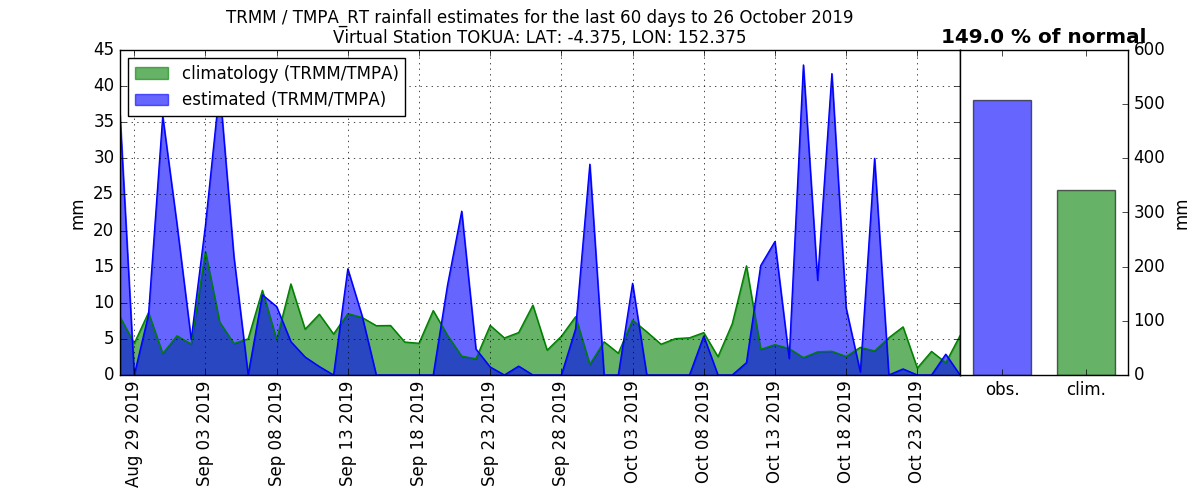 TRMM / TMPA_RT rainfall estimates for the last 60 days to 26 October 2019
Virtual Station TOKUA: LAT: -4.375, LON: 152.375
149.0 % of normal
climatology (TRMM/TMPA)
estimated (TRMM/TMPA)
45
40
35
30
25
20
15
10
5
0
mm
Aug 29 2019
Sep 03 2019
Sep 08 2019
Sep 13 2019
Sep 18 2019
Sep 23 2019
Sep 28 2019
Oct 03 2019
Oct 08 2019
Oct 13 2019
Oct 18 2019
Oct 23 2019
600
500
400
300
200
100
0
mm
obs.
clim.